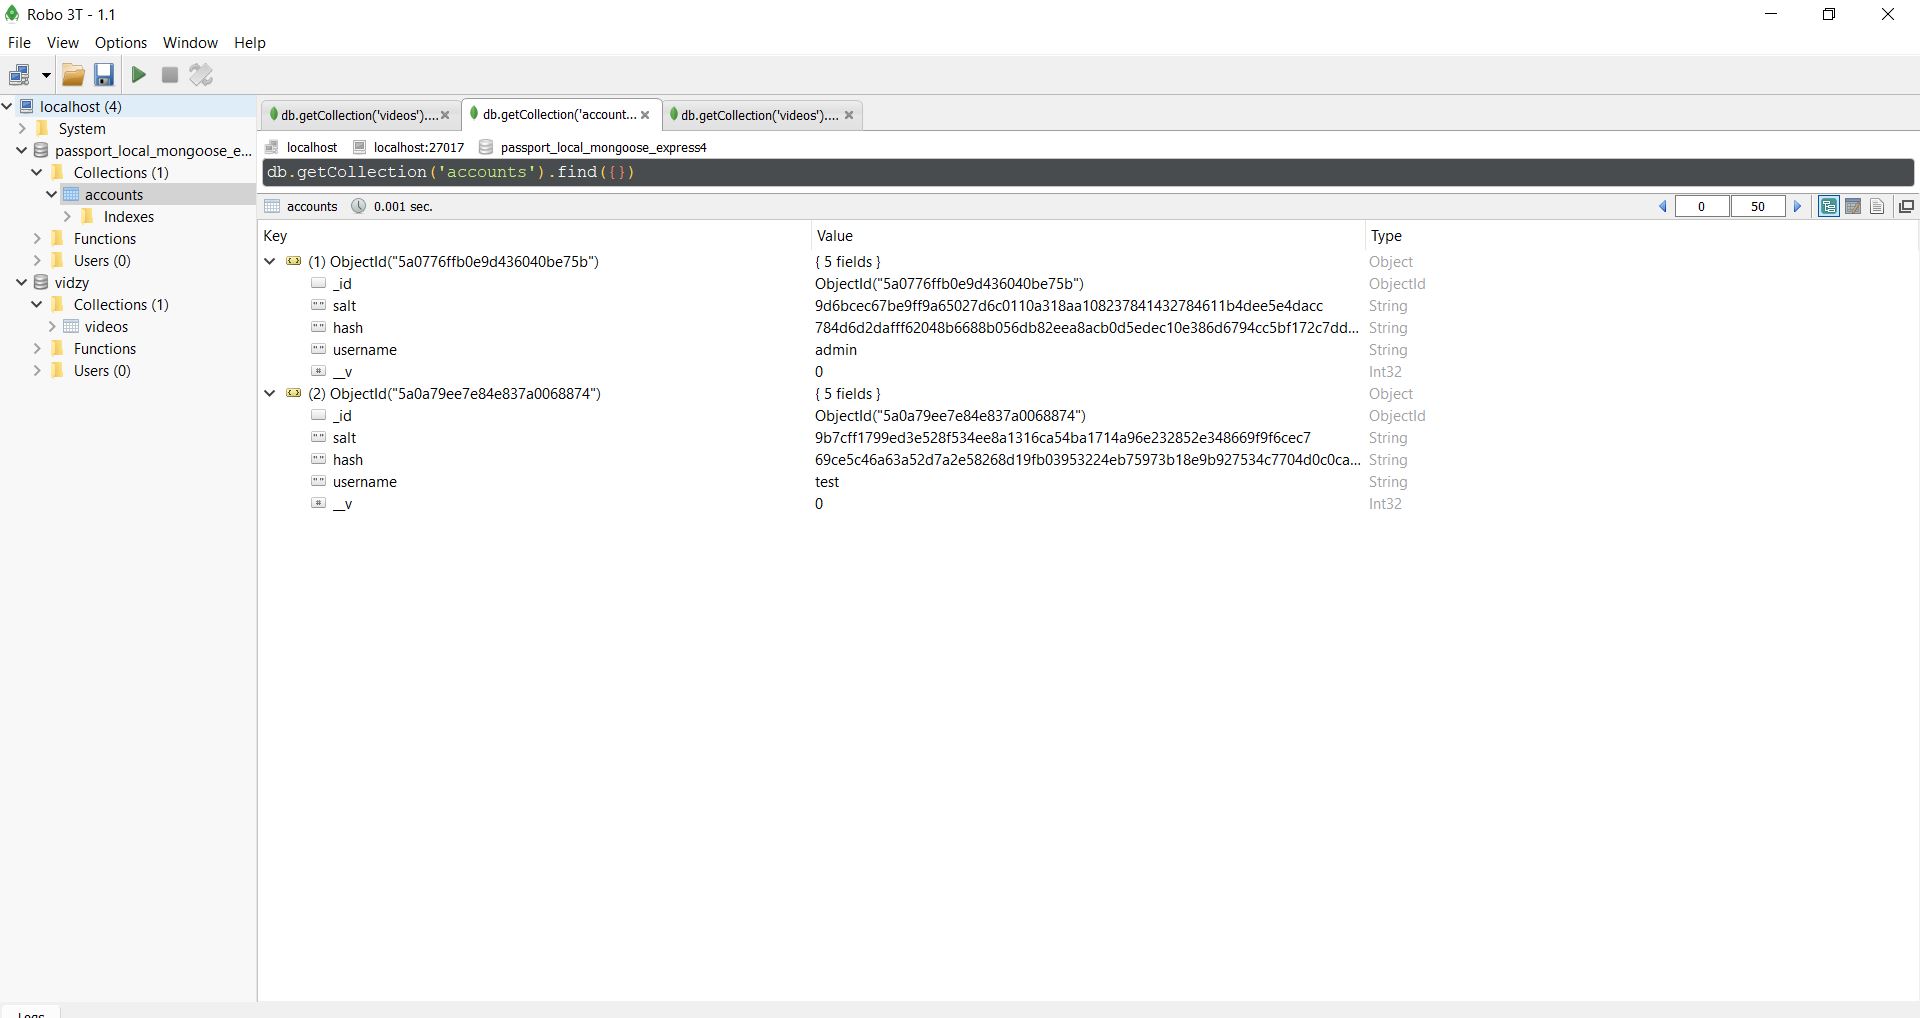 Robo 3T - 1.1
File View Options Window Help
localhost (4)
System
passport_local_mongoose_e...
Collections (1)
accounts
Indexes
Functions
Users (0)
vidzy
Collections (1)
videos
Functions
Users (0)
db.getCollection('videos').... db.getCollection('account... db.getCollection('videos')....
localhost localhost:27017 passport_local_mongoose_express4
db.getCollection('accounts').find({})
accounts 0.001 sec. 0 50
Key Value Type
(1) ObjectId("5a0776ffb0e9d436040be75b") { 5 fields } Object
_id ObjectId("5a0776ffb0e9d436040be75b") ObjectId
salt 9d6bcec67be9ff9a65027d6c0110a318aa108237841432784611b4dee5e4dacc String
hash 784d6d2dafff62048b6688b056db82eea8acb0d5edec10e386d6794cc5bf172c7dd... String
username admin String
__v 0 Int32
(2) ObjectId("5a0a79ee7e84e837a0068874") { 5 fields } Object
_id ObjectId("5a0a79ee7e84e837a0068874") ObjectId
salt 9b7cff1799ed3e528f534ee8a1316ca54ba1714a96e232852e348669f9f6cec7 String
hash 69ce5c46a63a52d7a2e58268d19fb03953224eb75973b18e9b927534c7704d0c0ca... String
username test String
__v 0 Int32
Logs